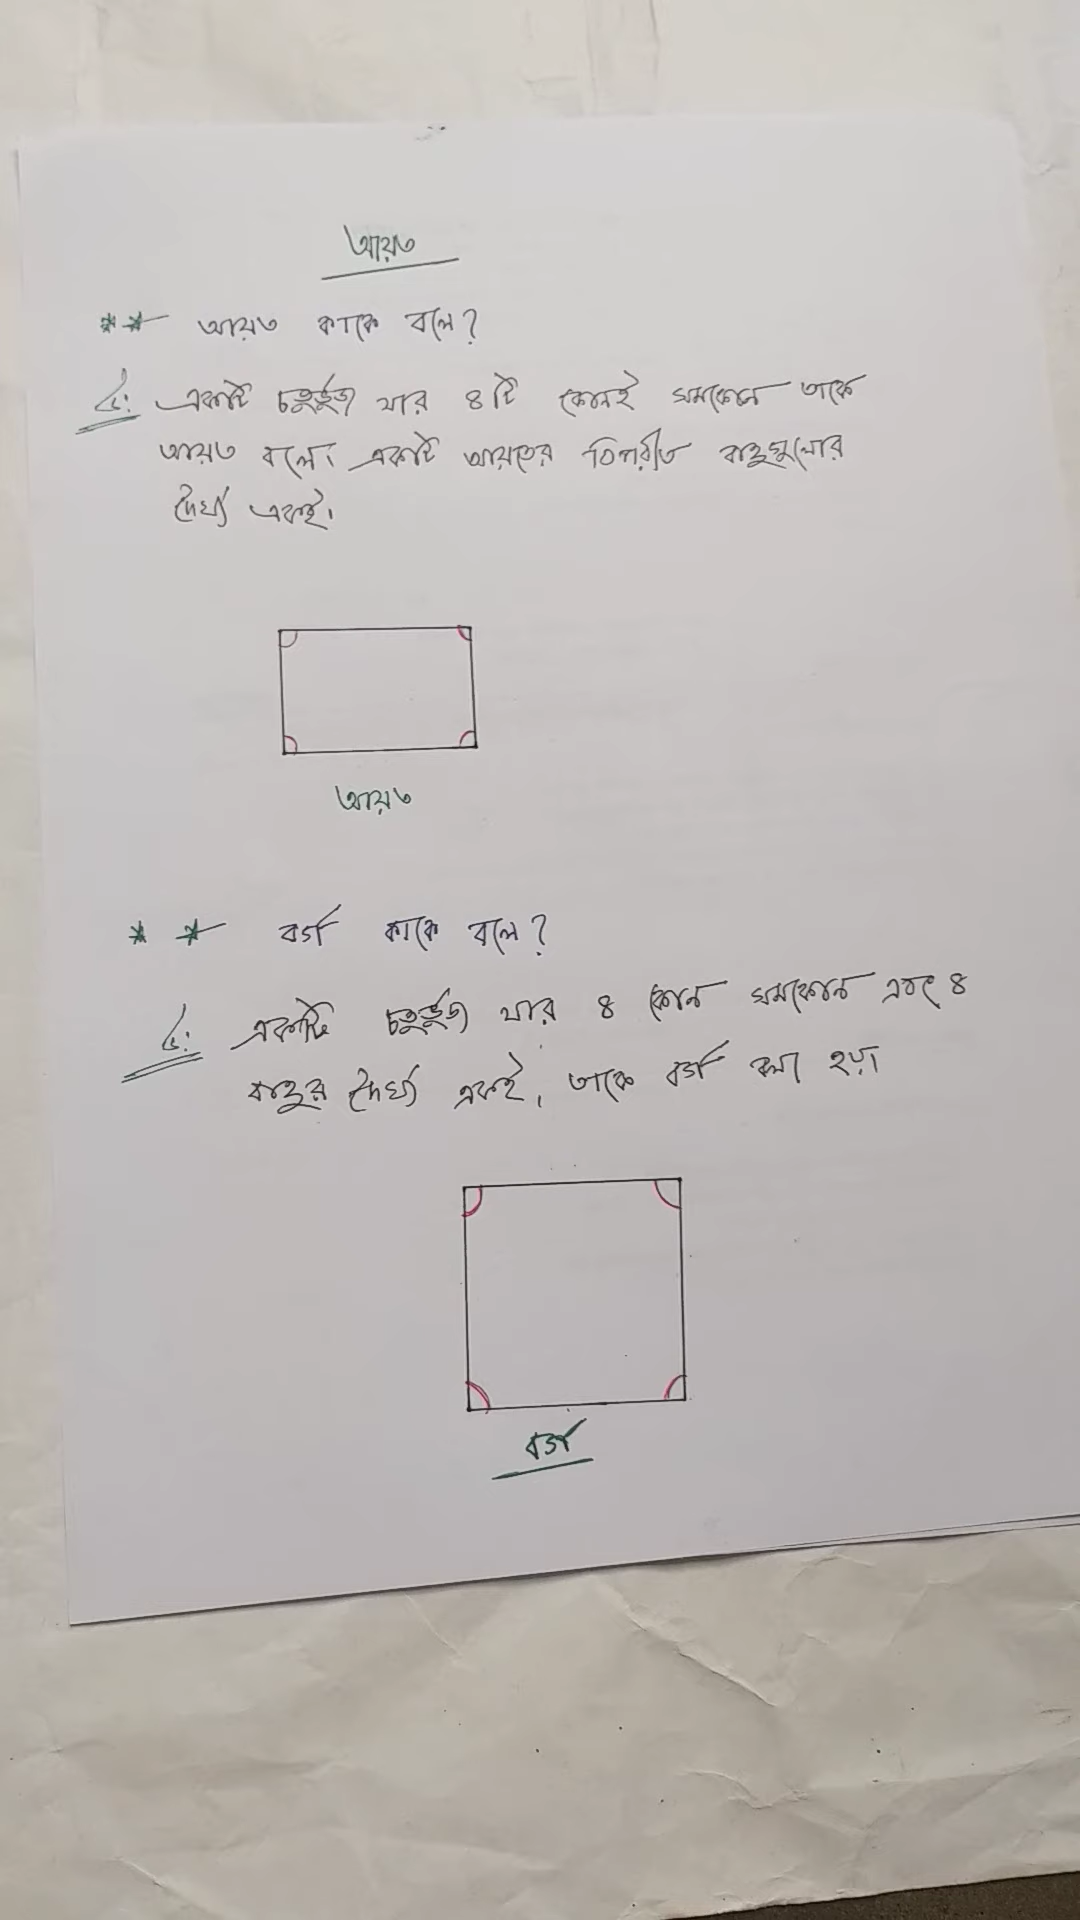 আয়ত
** আয়ত কাকে বলে?
উ: একটি চতুর্ভুজ যার ৪টি কোনই সমকোন তাকে
আয়ত বলে। একটি আয়তের বিপরীত বাহুগুলোর
দৈর্ঘ্য একই।
আয়ত
** বর্গ কাকে বলে?
উ: একটি চতুর্ভুজ যার ৪ কোন সমকোন এবং ৪
বাহুর দৈর্ঘ্য একই, তাকে বর্গ বলা হয়।
বর্গ